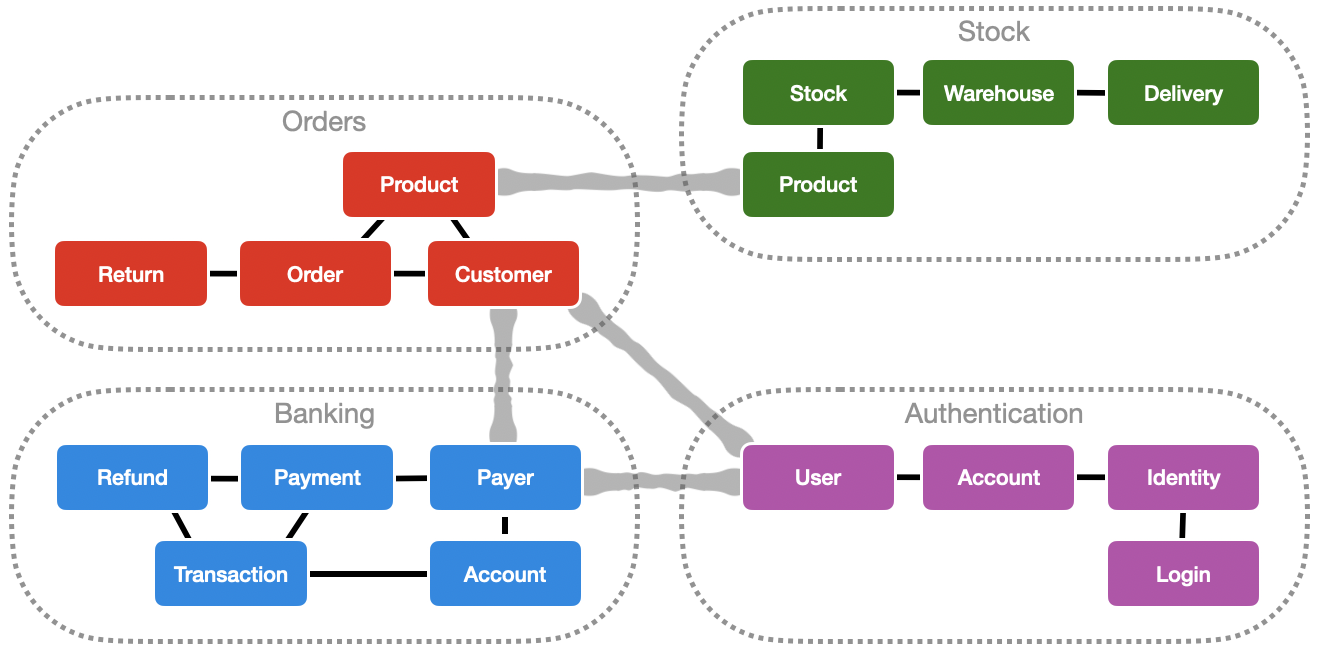 Stock
Stock
Warehouse
Delivery
Product
Orders
Product
Return
Order
Customer
Banking
Refund
Payment
Payer
Transaction
Account
Authentication
User
Account
Identity
Login